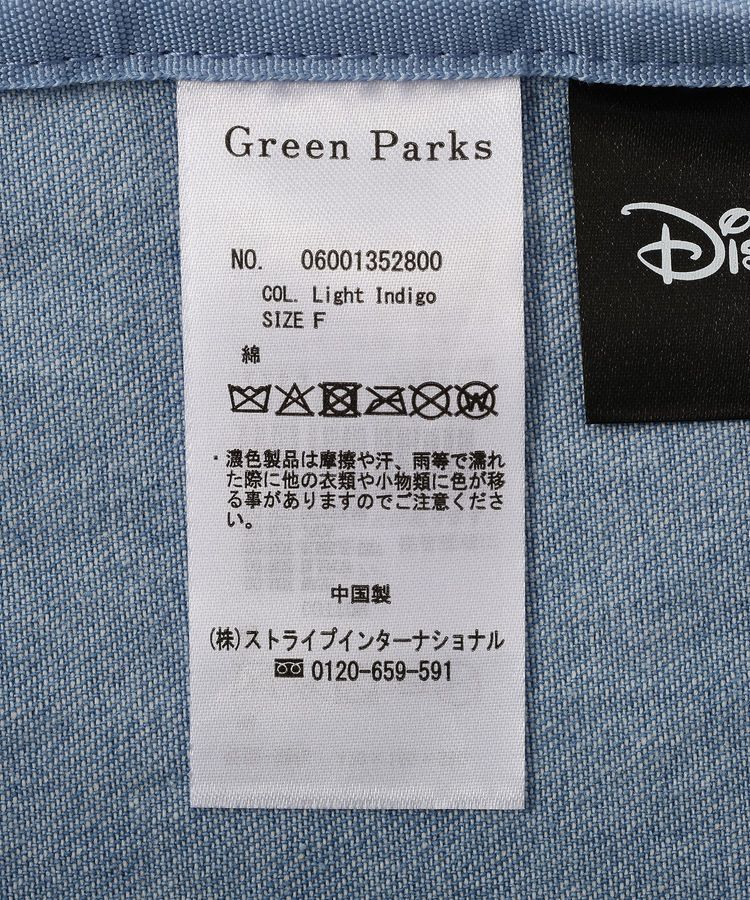 Green Parks
NO. 06001352800
COL. Light Indigo
SIZE F
綿
・濃色製品は摩擦や汗、雨等で濡れ
た際に他の衣類や小物類に色が移
る事がありますのでご注意くださ
い。
中国製
(株)ストライプインターナショナル
0120-659-591
Dis